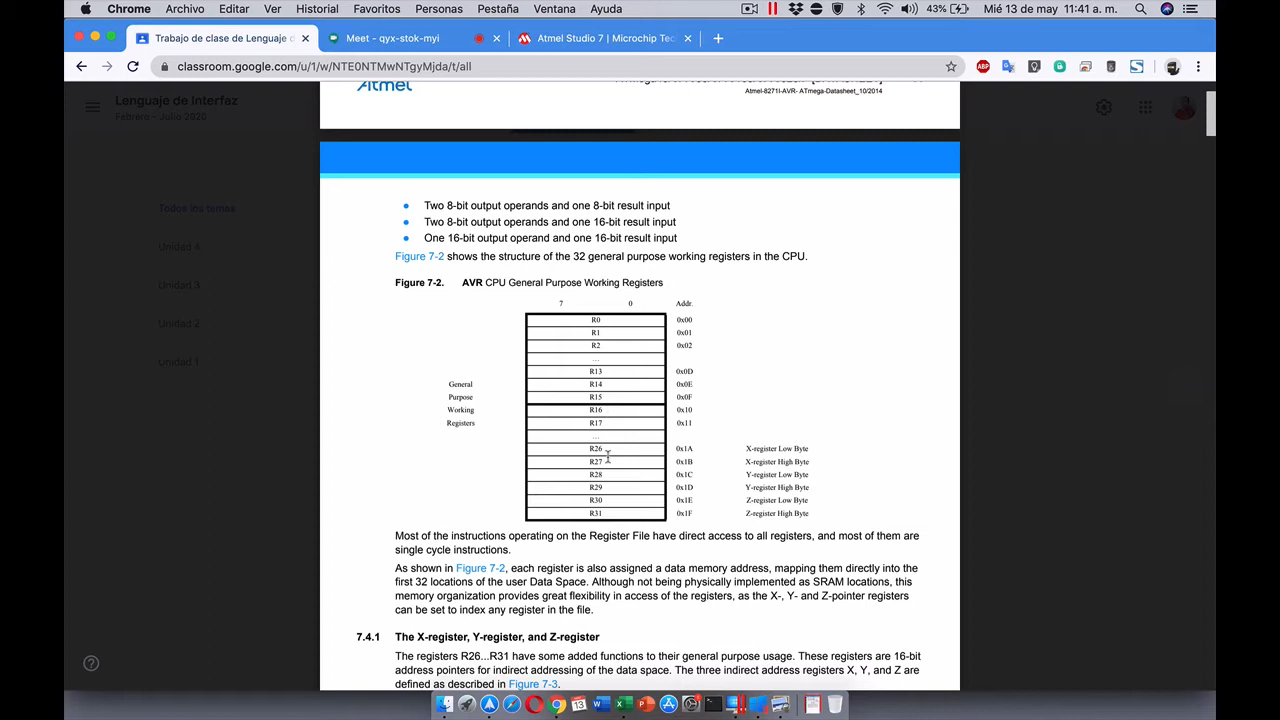 Chrome Archivo Editar Ver Historial Favoritos Personas Pestaña Ventana Ayuda 43% Mié 13 de may 11:41 a. m.
Trabajo de clase de Lenguaje d Meet - qyx-stok-myi Atmel Studio 7 | Microchip Tec
classroom.google.com/u/1/w/NTE0NTMwNTgyMjda/t/all
Atmel
Atmel-8271I-AVR- ATmega-Datasheet_10/2014
Lenguaje de Interfaz
Febrero - Julio 2020
Todos los temas
Unidad 4
Unidad 3
Unidad 2
Unidad 1
Two 8-bit output operands and one 8-bit result input
Two 8-bit output operands and one 16-bit result input
One 16-bit output operand and one 16-bit result input
Figure 7-2 shows the structure of the 32 general purpose working registers in the CPU.
Figure 7-2. AVR CPU General Purpose Working Registers
7 0 Addr.
R0 0x00
R1 0x01
R2 0x02
...
R13 0x0D
General R14 0x0E
Purpose R15 0x0F
Working R16 0x10
Registers R17 0x11
...
R26 0x1A X-register Low Byte
R27 0x1B X-register High Byte
R28 0x1C Y-register Low Byte
R29 0x1D Y-register High Byte
R30 0x1E Z-register Low Byte
R31 0x1F Z-register High Byte
Most of the instructions operating on the Register File have direct access to all registers, and most of them are
single cycle instructions.
As shown in Figure 7-2, each register is also assigned a data memory address, mapping them directly into the
first 32 locations of the user Data Space. Although not being physically implemented as SRAM locations, this
memory organization provides great flexibility in access of the registers, as the X-, Y- and Z-pointer registers
can be set to index any register in the file.
7.4.1 The X-register, Y-register, and Z-register
The registers R26...R31 have some added functions to their general purpose usage. These registers are 16-bit
address pointers for indirect addressing of the data space. The three indirect address registers X, Y, and Z are
defined as described in Figure 7-3.